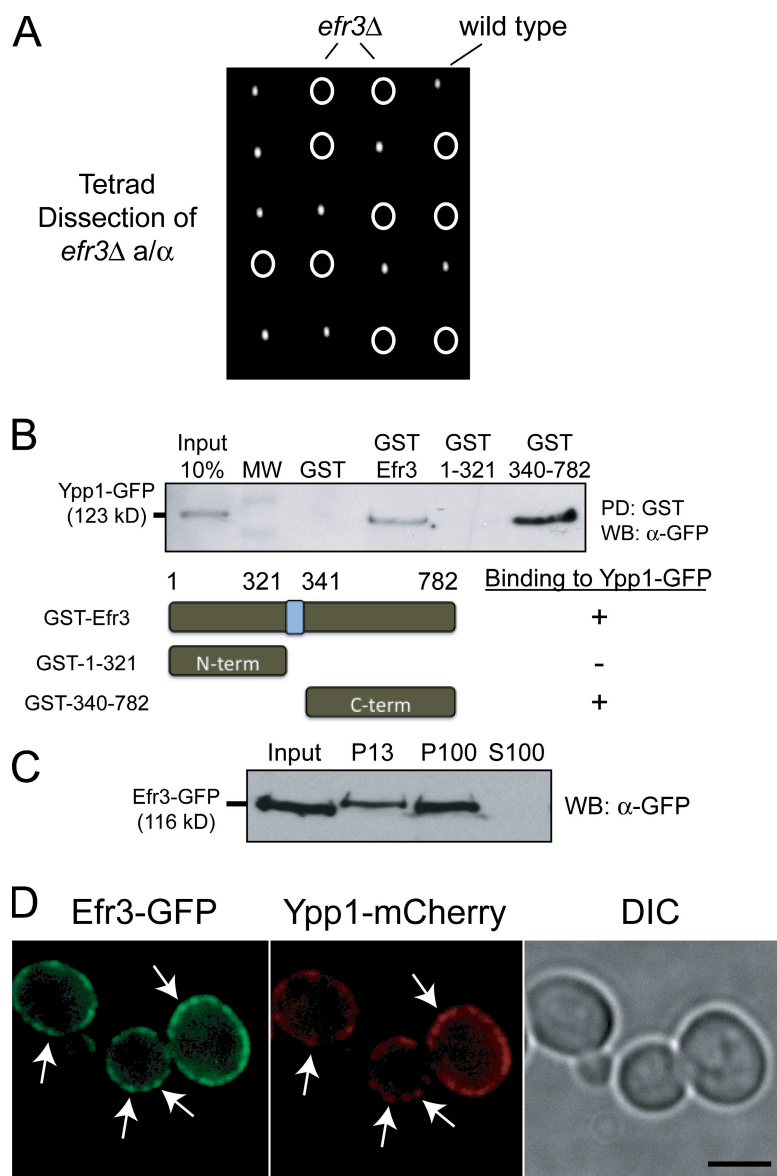 A
efr3Δ
wild type
Tetrad
Dissection of
efr3Δ a/α
B
Input
10%
MW
GST
GST
Efr3
GST
1-321
GST
340-782
Ypp1-GFP
(123 kD)
PD: GST
WB: α-GFP
1 321 341 782
Binding to Ypp1-GFP
GST-Efr3
+
GST-1-321
N-term
-
GST-340-782
C-term
+
C
Input P13 P100 S100
Efr3-GFP
(116 kD)
WB: α-GFP
D
Efr3-GFP
Ypp1-mCherry
DIC